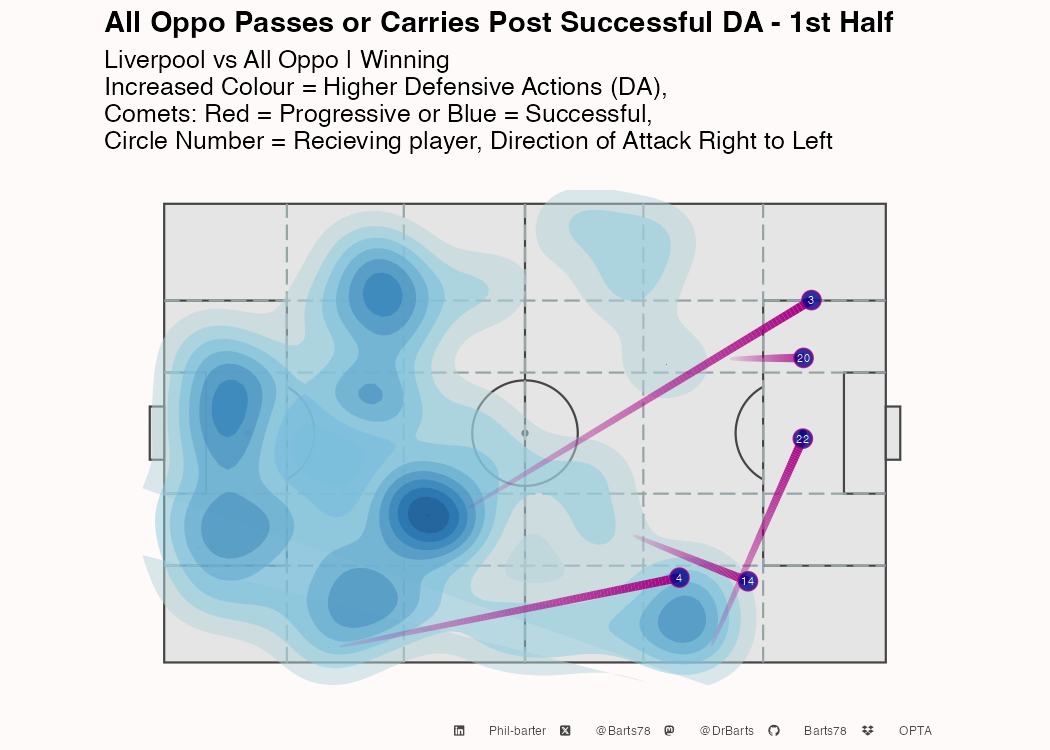 All Oppo Passes or Carries Post Successful DA - 1st Half
Liverpool vs All Oppo | Winning
Increased Colour = Higher Defensive Actions (DA),
Comets: Red = Progressive or Blue = Successful,
Circle Number = Recieving player, Direction of Attack Right to Left
3
20
22
4
14
Phil-barter @Barts78 @DrBarts Barts78 OPTA